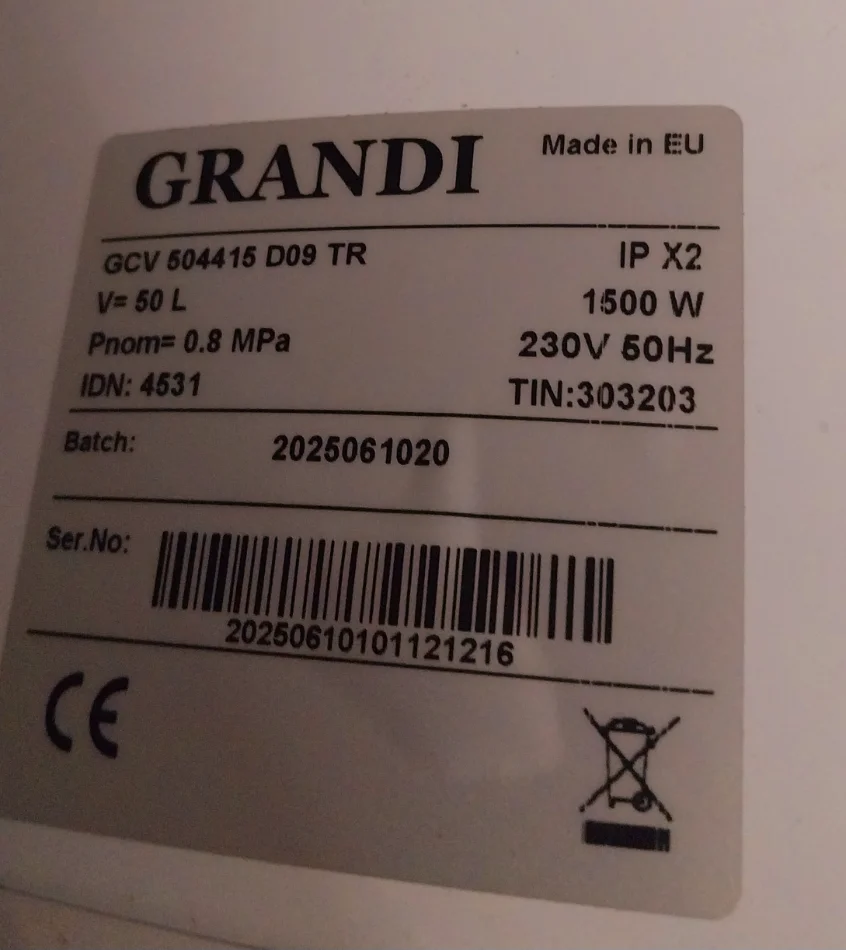 GRANDI Made in EU
GCV 504415 D09 TR IP X2
V= 50 L 1500 W
Pnom= 0.8 MPa 230V 50Hz
IDN: 4531 TIN:303203
Batch: 2025061020
Ser.No:
20250610101121216
CE